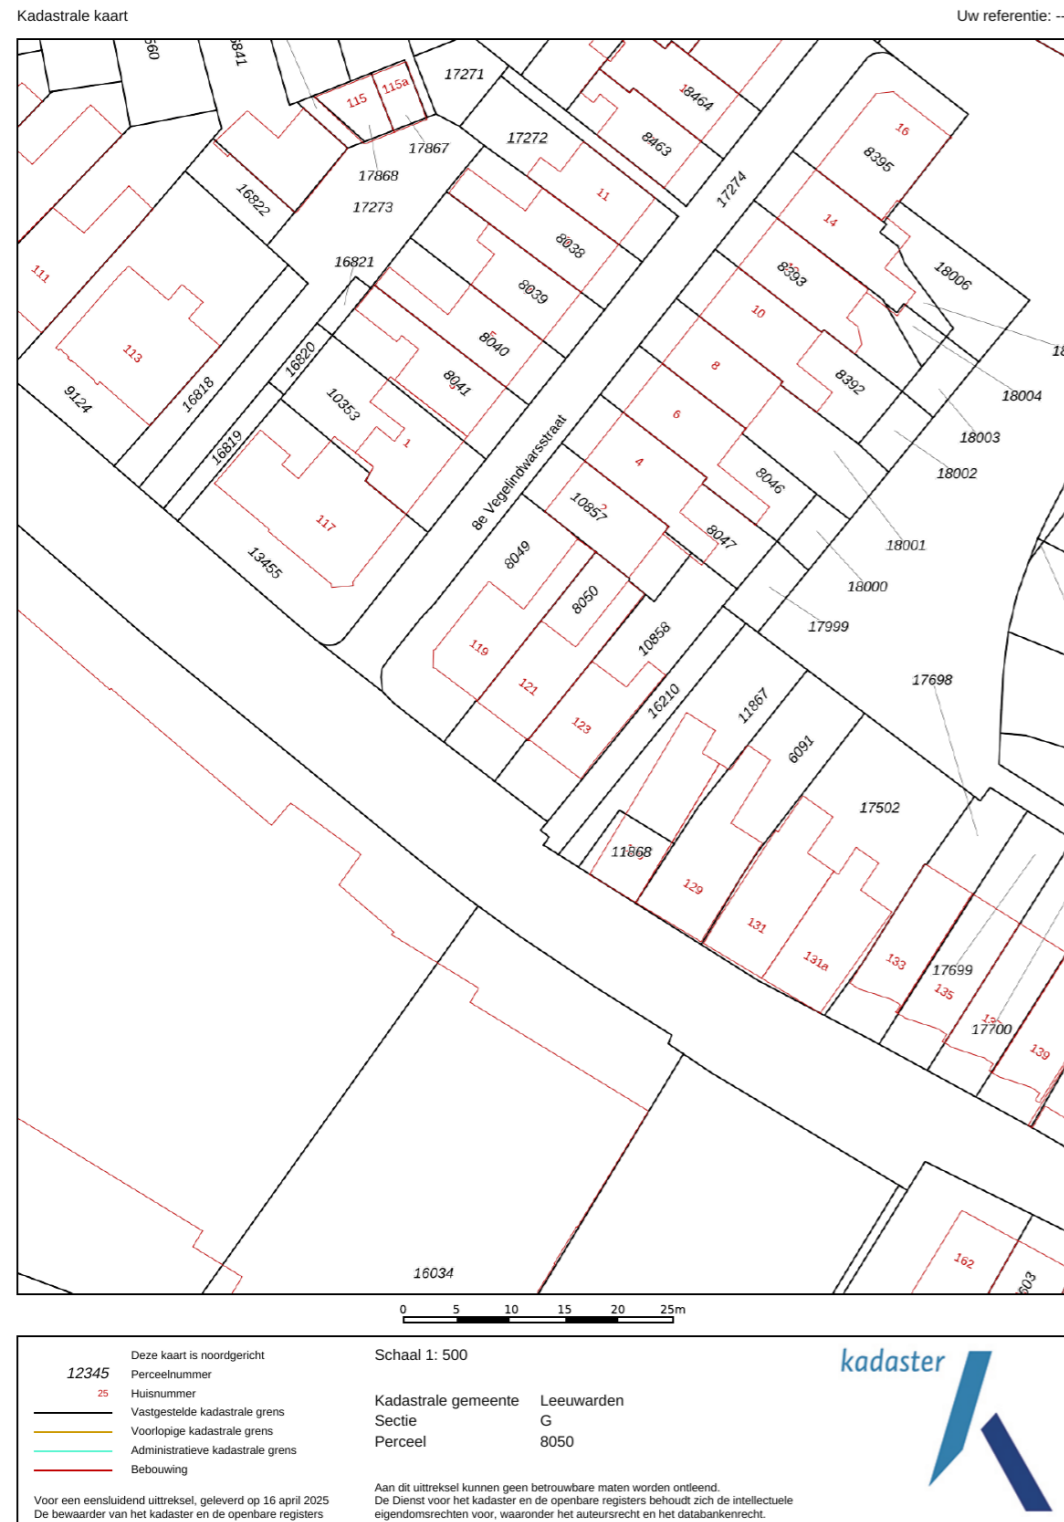 Kadastrale kaart
Uw referentie: --
6841
17271
115
115a
18464
8463
17272
17867
17868
17273
16822
16821
17274
16
8395
14
8393
18006
11
8038
8039
8040
8041
10
8
6
4
2
8392
18004
18003
18002
8046
8047
18001
18000
17999
111
113
9124
16818
16820
16819
10353
1
117
13455
8e Vegelindwarsstraat
10857
8049
8050
10858
16210
119
121
123
11867
6091
17698
17502
11868
129
131
131a
133
135
17699
17700
139
16034
162
0 5 10 15 20 25m
Deze kaart is noordgericht
12345 Perceelnummer
25 Huisnummer
Vastgestelde kadastrale grens
Voorlopige kadastrale grens
Administratieve kadastrale grens
Bebouwing
Voor een eensluidend uittreksel, geleverd op 16 april 2025
De bewaarder van het kadaster en de openbare registers
Schaal 1: 500
Kadastrale gemeente Leeuwarden
Sectie G
Perceel 8050
Aan dit uittreksel kunnen geen betrouwbare maten worden ontleend.
De Dienst voor het kadaster en de openbare registers behoudt zich de intellectuele
eigendomsrechten voor, waaronder het auteursrecht en het databankenrecht.
kadaster